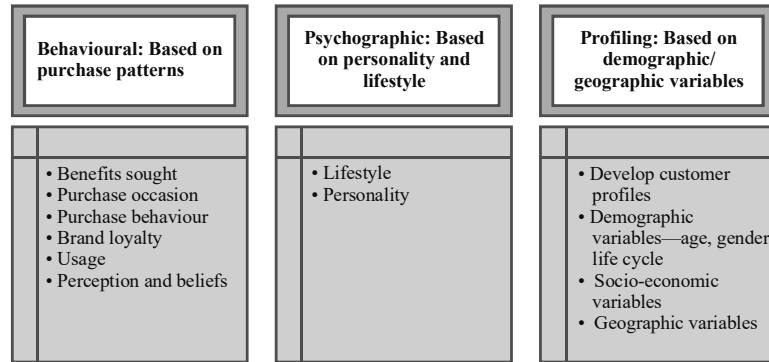 Behavioural: Based on
purchase patterns
• Benefits sought
• Purchase occasion
• Purchase behaviour
• Brand loyalty
• Usage
• Perception and beliefs
Psychographic: Based
on personality and
lifestyle
• Lifestyle
• Personality
Profiling: Based on
demographic/
geographic variables
• Develop customer
profiles
• Demographic
variables—age, gender
life cycle
• Socio-economic
variables
• Geographic variables